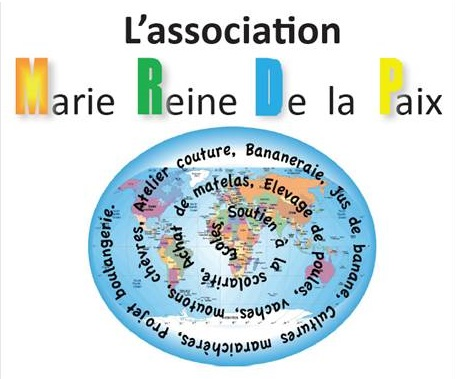 L'association
Marie Reine De la Paix
Ecoles, Soutien à la scolarité, Achat de matelas, Elevage de poules, vaches, moutons, chèvres, Atelier couture, Bananeraie, Jus de banane, Cultures maraichères, Projet boulangerie.